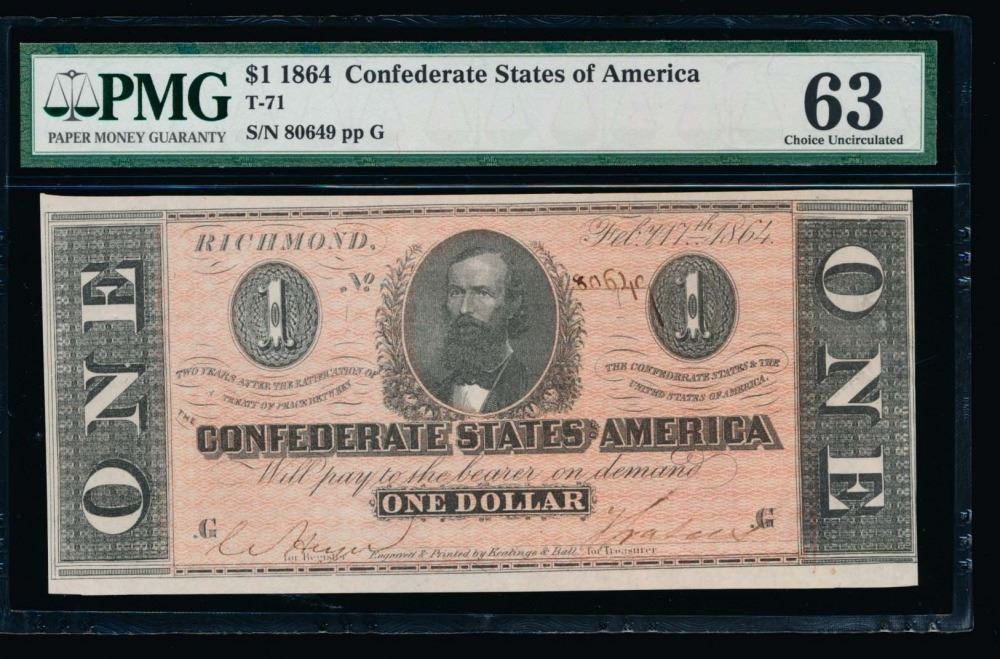 PMG
PAPER MONEY GUARANTY
$1 1864 Confederate States of America
T-71
S/N 80649 pp G
63
Choice Uncirculated
ONE
RICHMOND,
Feby. 17th 1864.
No 80649
1
1
TWO YEARS AFTER THE RATIFICATION OF
A TREATY OF PEACE BETWEEN
THE CONFEDERATE STATES & THE
UNITED STATES OF AMERICA.
THE
CONFEDERATE STATES OF AMERICA
Will pay to the bearer on demand
ONE DOLLAR
.G
.G
for Register
Engraved & Printed by Keatinge & Ball.
for Treasurer
ONE